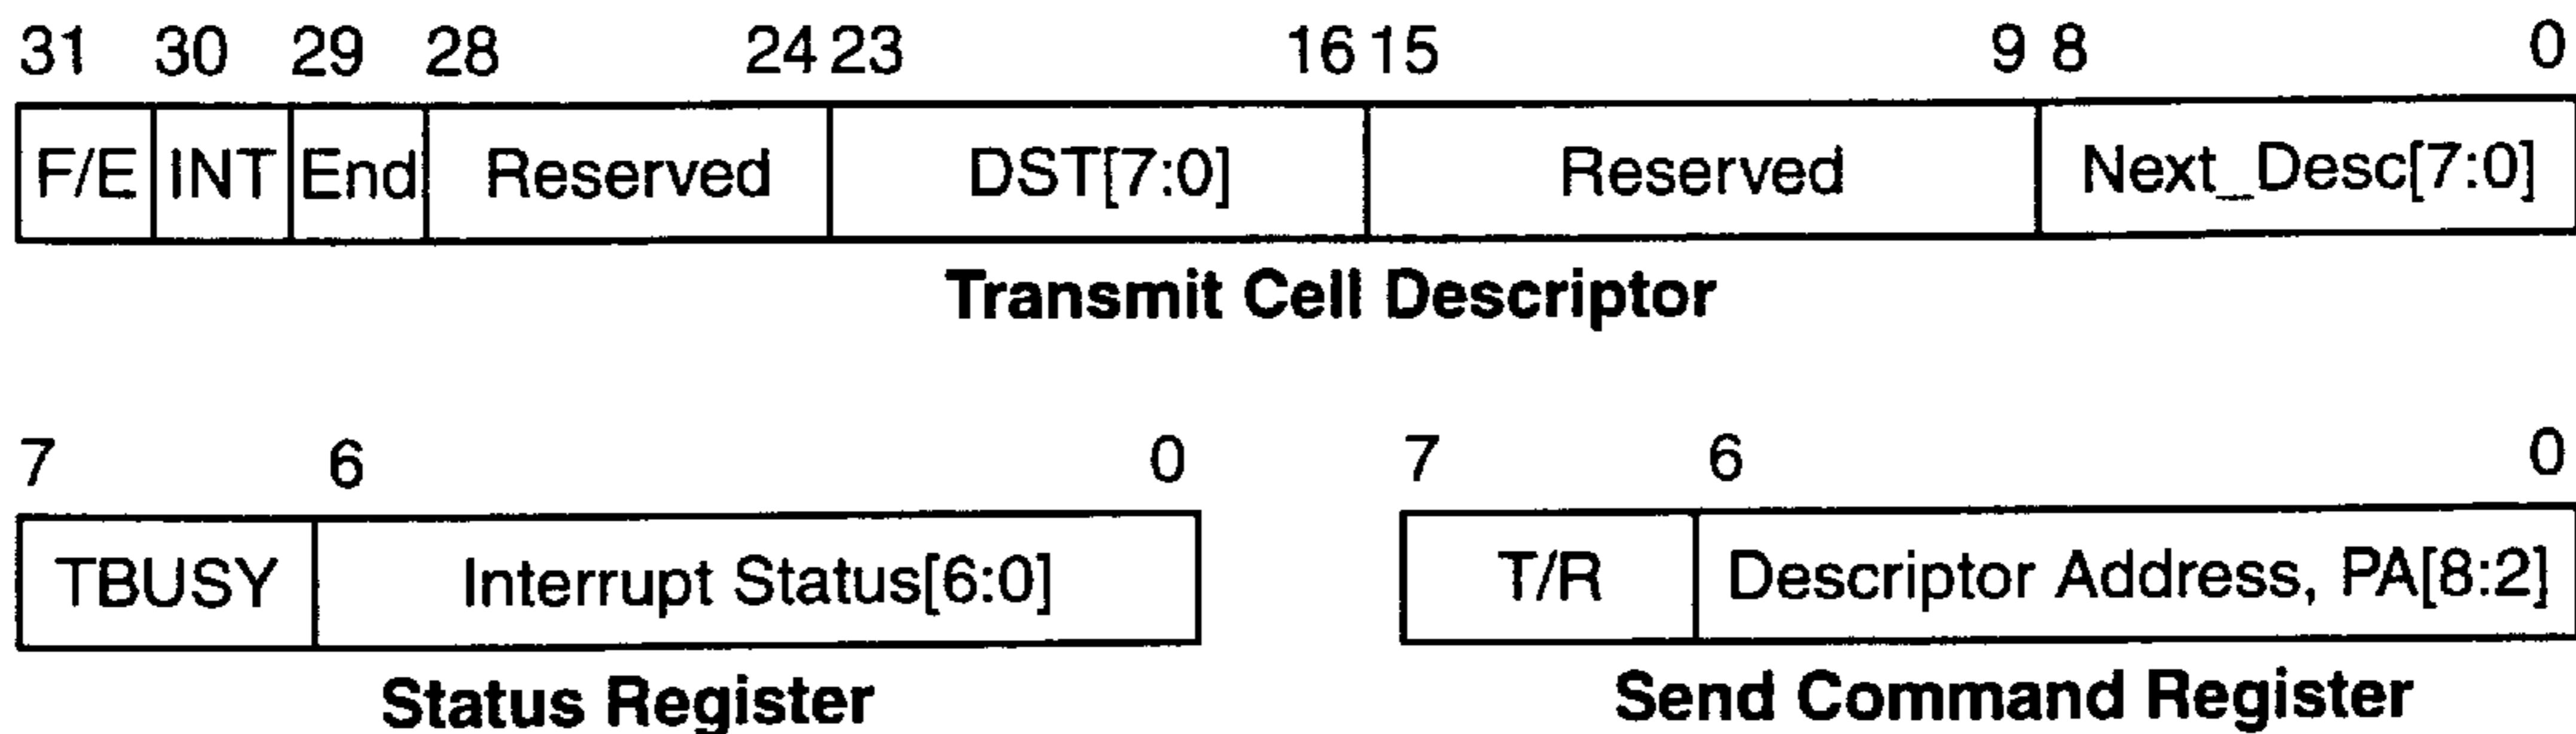 31 30 29 28 24 23 16 15 9 8 0
F/E INT End Reserved DST[7:0] Reserved Next_Desc[7:0]
Transmit Cell Descriptor
7 6 0 7 6 0
TBUSY Interrupt Status[6:0] T/R Descriptor Address, PA[8:2]
Status Register Send Command Register